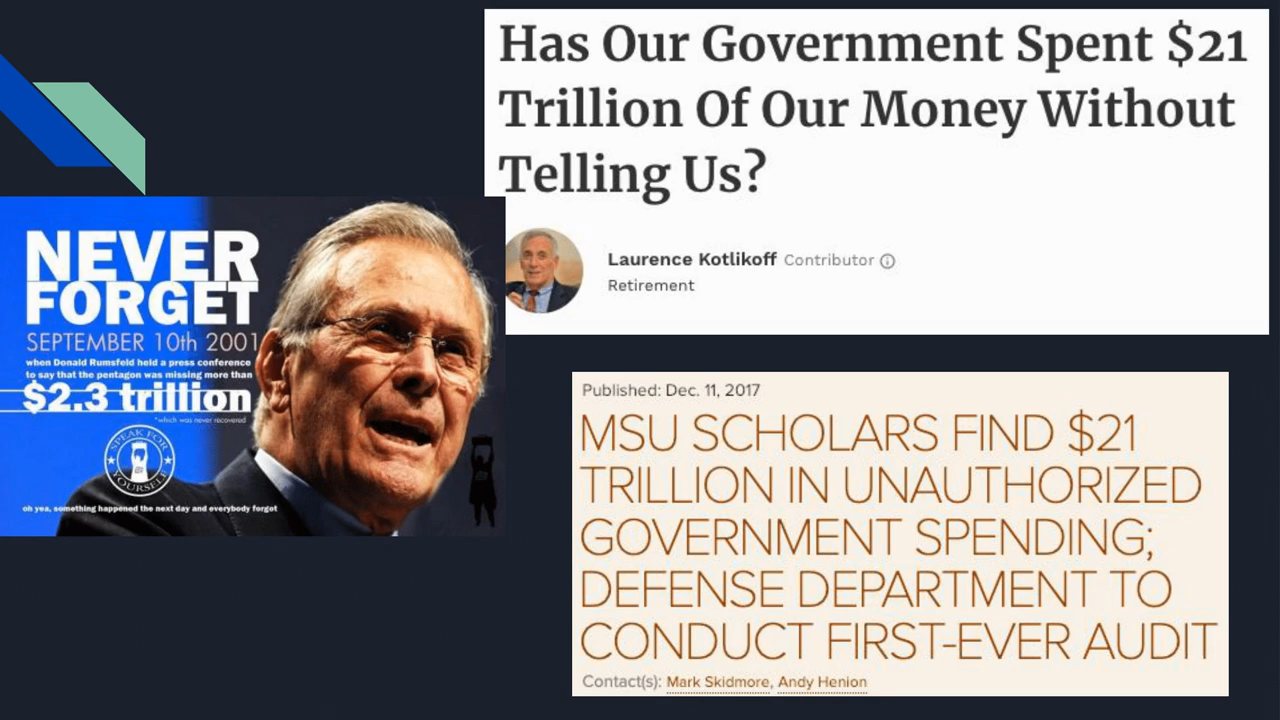 Has Our Government Spent $21
Trillion Of Our Money Without
Telling Us?
Laurence Kotlikoff Contributor
Retirement
NEVER
FORGET
SEPTEMBER 10th 2001
when Donald Rumsfeld held a press conference
to say that the pentagon was missing more than
$2.3 trillion
*which was never recovered
SPEAK FOR
YOURSELF
oh yea, something happened the next day and everybody forgot
Published: Dec. 11, 2017
MSU SCHOLARS FIND $21
TRILLION IN UNAUTHORIZED
GOVERNMENT SPENDING;
DEFENSE DEPARTMENT TO
CONDUCT FIRST-EVER AUDIT
Contact(s): Mark Skidmore, Andy Henion